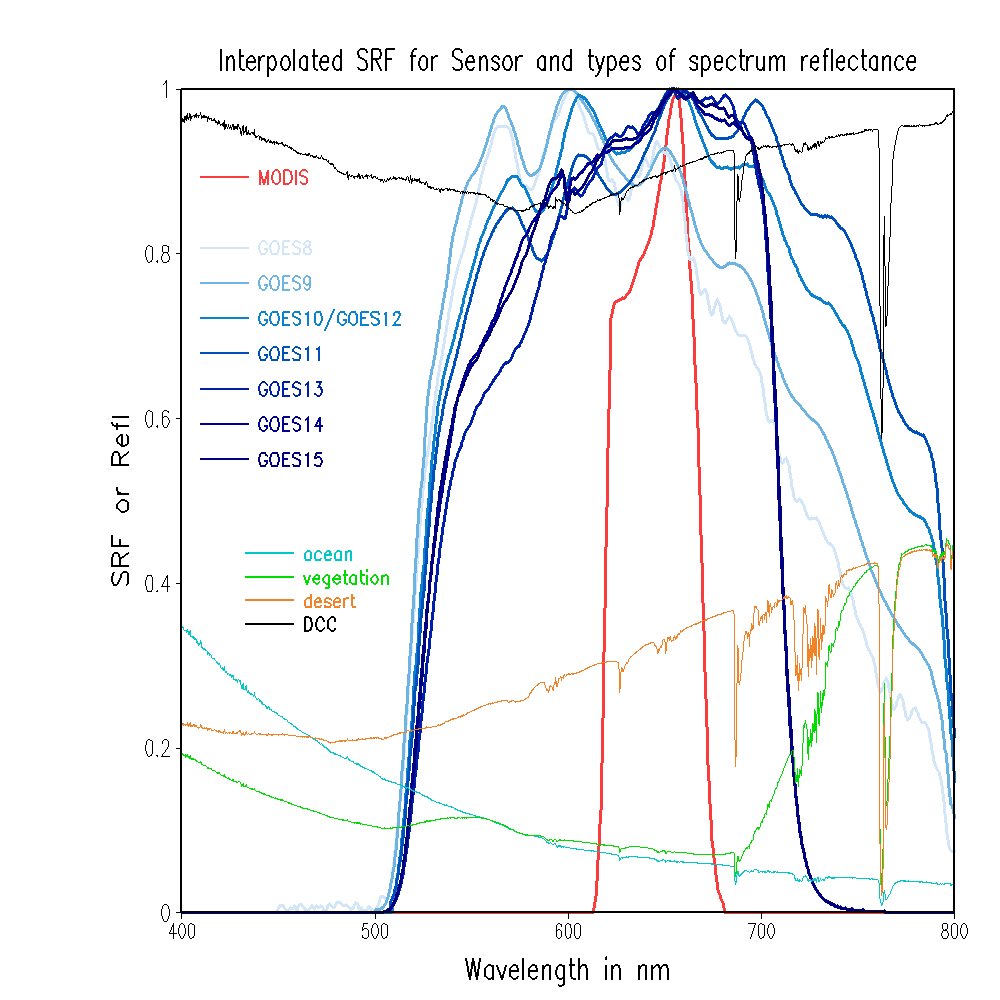 Interpolated SRF for Sensor and types of spectrum reflectance
1
0.8
0.6
0.4
0.2
0
SRF or Refl
MODIS
GOES8
GOES9
GOES10/GOES12
GOES11
GOES13
GOES14
GOES15
ocean
vegetation
desert
DCC
400 500 600 700 800
Wavelength in nm